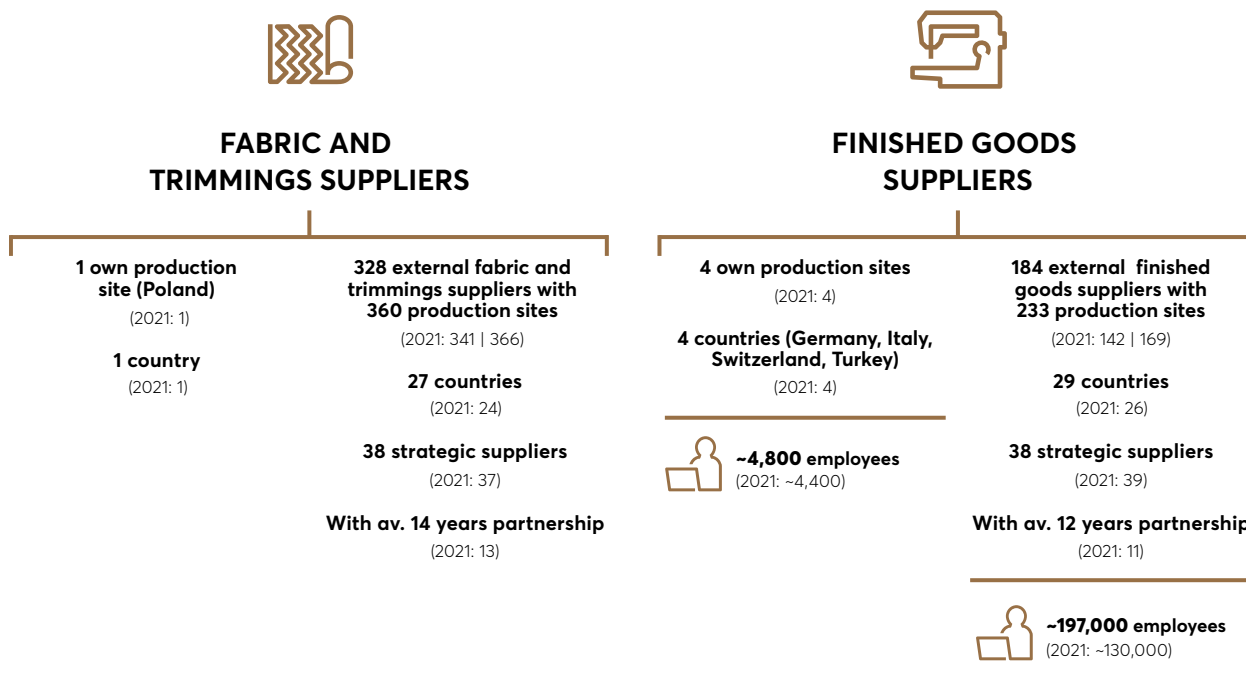 FABRIC AND
TRIMMINGS SUPPLIERS
1 own production
site (Poland)
(2021: 1)
1 country
(2021: 1)
328 external fabric and
trimmings suppliers with
360 production sites
(2021: 341 | 366)
27 countries
(2021: 24)
38 strategic suppliers
(2021: 37)
With av. 14 years partnership
(2021: 13)
FINISHED GOODS
SUPPLIERS
4 own production sites
(2021: 4)
4 countries (Germany, Italy,
Switzerland, Turkey)
(2021: 4)
~4,800 employees
(2021: ~4,400)
184 external finished
goods suppliers with
233 production sites
(2021: 142 | 169)
29 countries
(2021: 26)
38 strategic suppliers
(2021: 39)
With av. 12 years partnership
(2021: 11)
~197,000 employees
(2021: ~130,000)